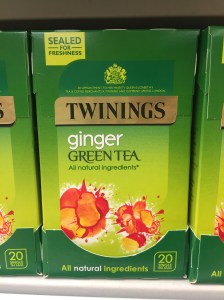 SEALED
FOR
FRESHNESS
TWININGS
ginger
GREEN TEA
All natural ingredients*
20
All natural ingredients
20